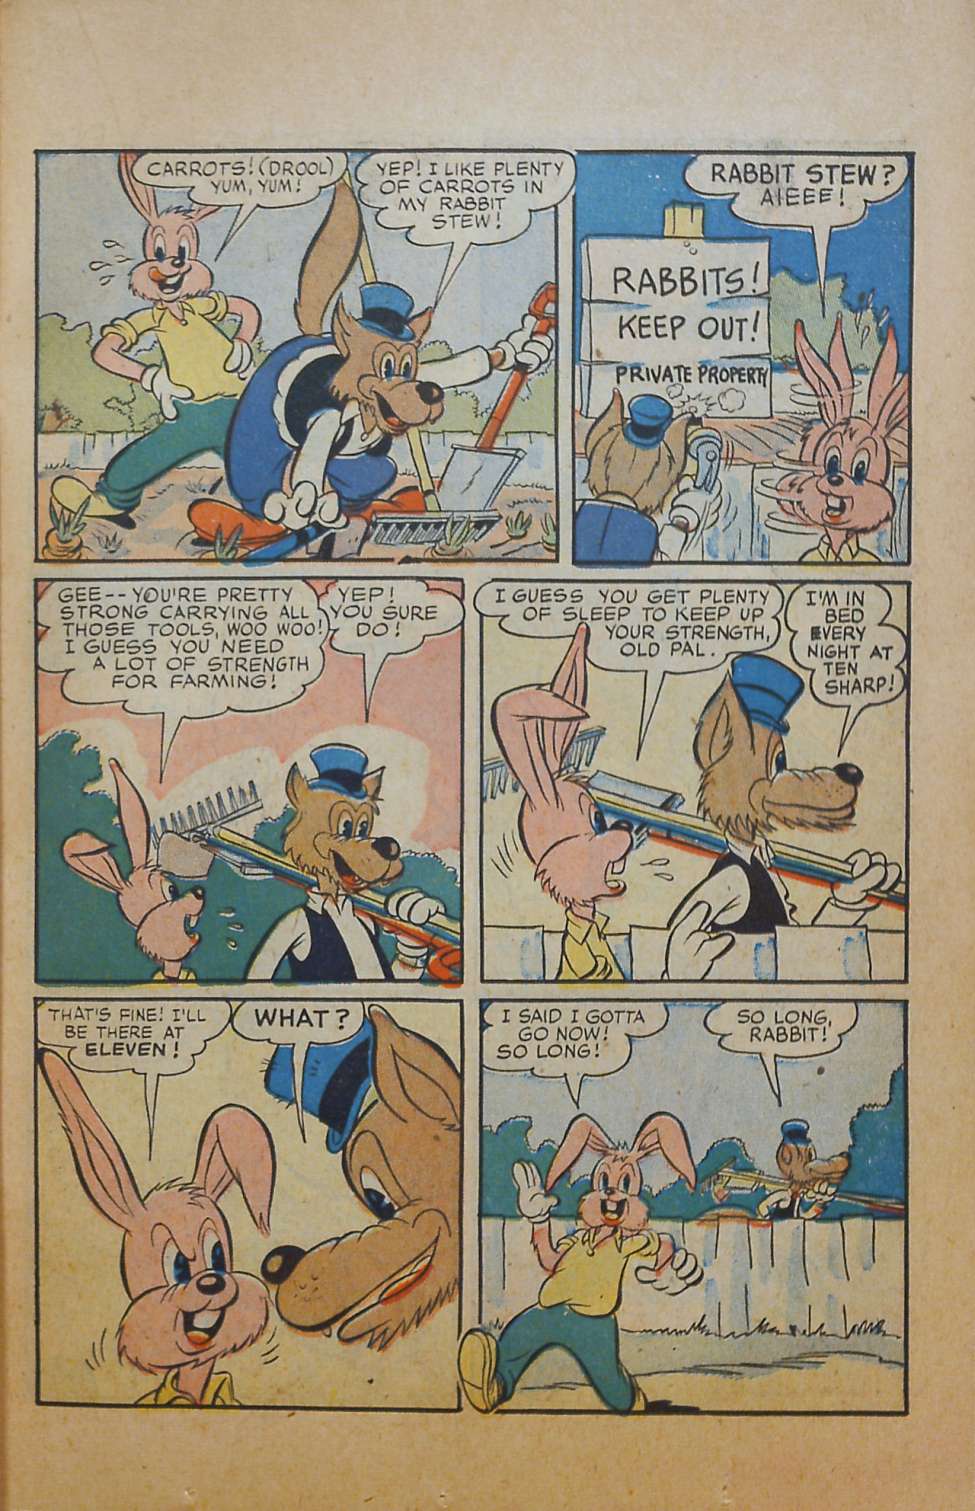 CARROTS! (DROOL)
YUM, YUM!
YEP! I LIKE PLENTY
OF CARROTS IN
MY RABBIT
STEW!
RABBIT STEW?
AIEEE!
RABBITS!
KEEP OUT!
PRIVATE PROPERTY
GEE--YOU'RE PRETTY
STRONG CARRYING ALL
THOSE TOOLS, WOO WOO!
I GUESS YOU NEED
A LOT OF STRENGTH
FOR FARMING!
YEP!
YOU SURE
DO!
I GUESS YOU GET PLENTY
OF SLEEP TO KEEP UP
YOUR STRENGTH,
OLD PAL.
I'M IN
BED
EVERY
NIGHT AT
TEN
SHARP!
THAT'S FINE! I'LL
BE THERE AT
ELEVEN!
WHAT?
I SAID I GOTTA
GO NOW!
SO LONG!
SO LONG,
RABBIT!